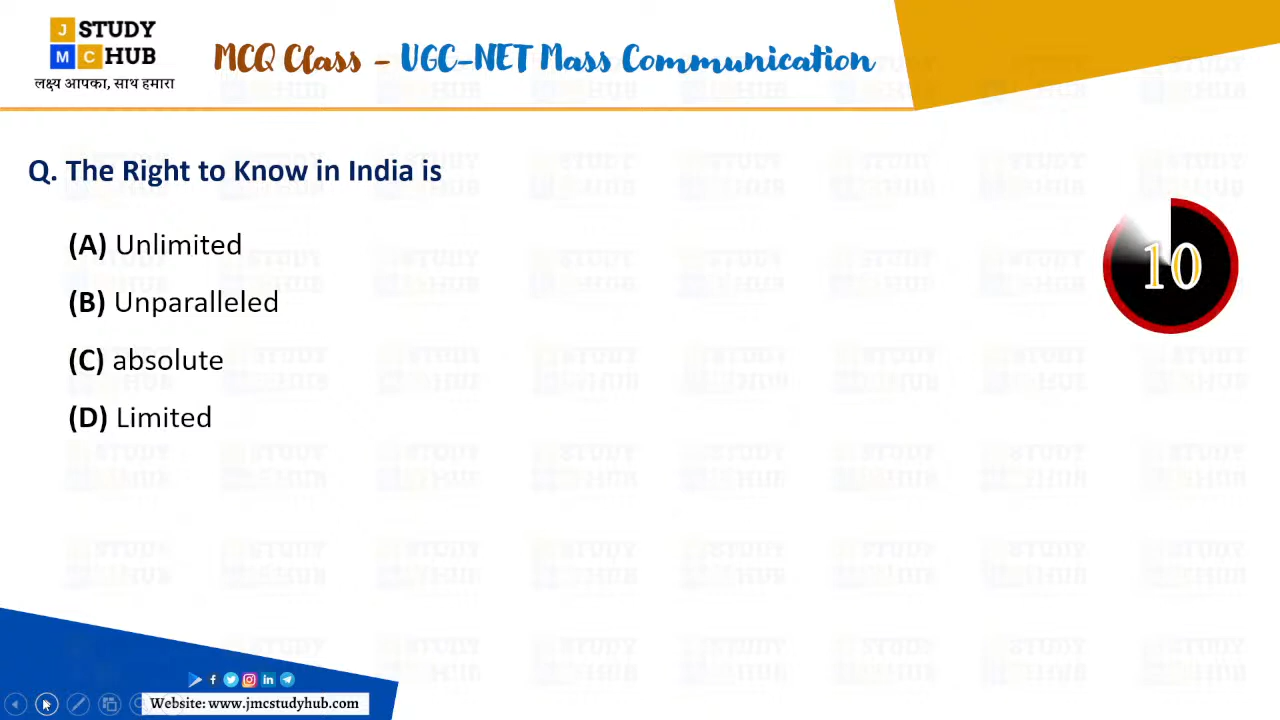 J STUDY
M C HUB
लक्ष्य आपका, साथ हमारा
MCQ Class - UGC-NET Mass Communication
Q. The Right to Know in India is
(A) Unlimited
(B) Unparalleled
(C) absolute
(D) Limited
10
Website: www.jmcstudyhub.com